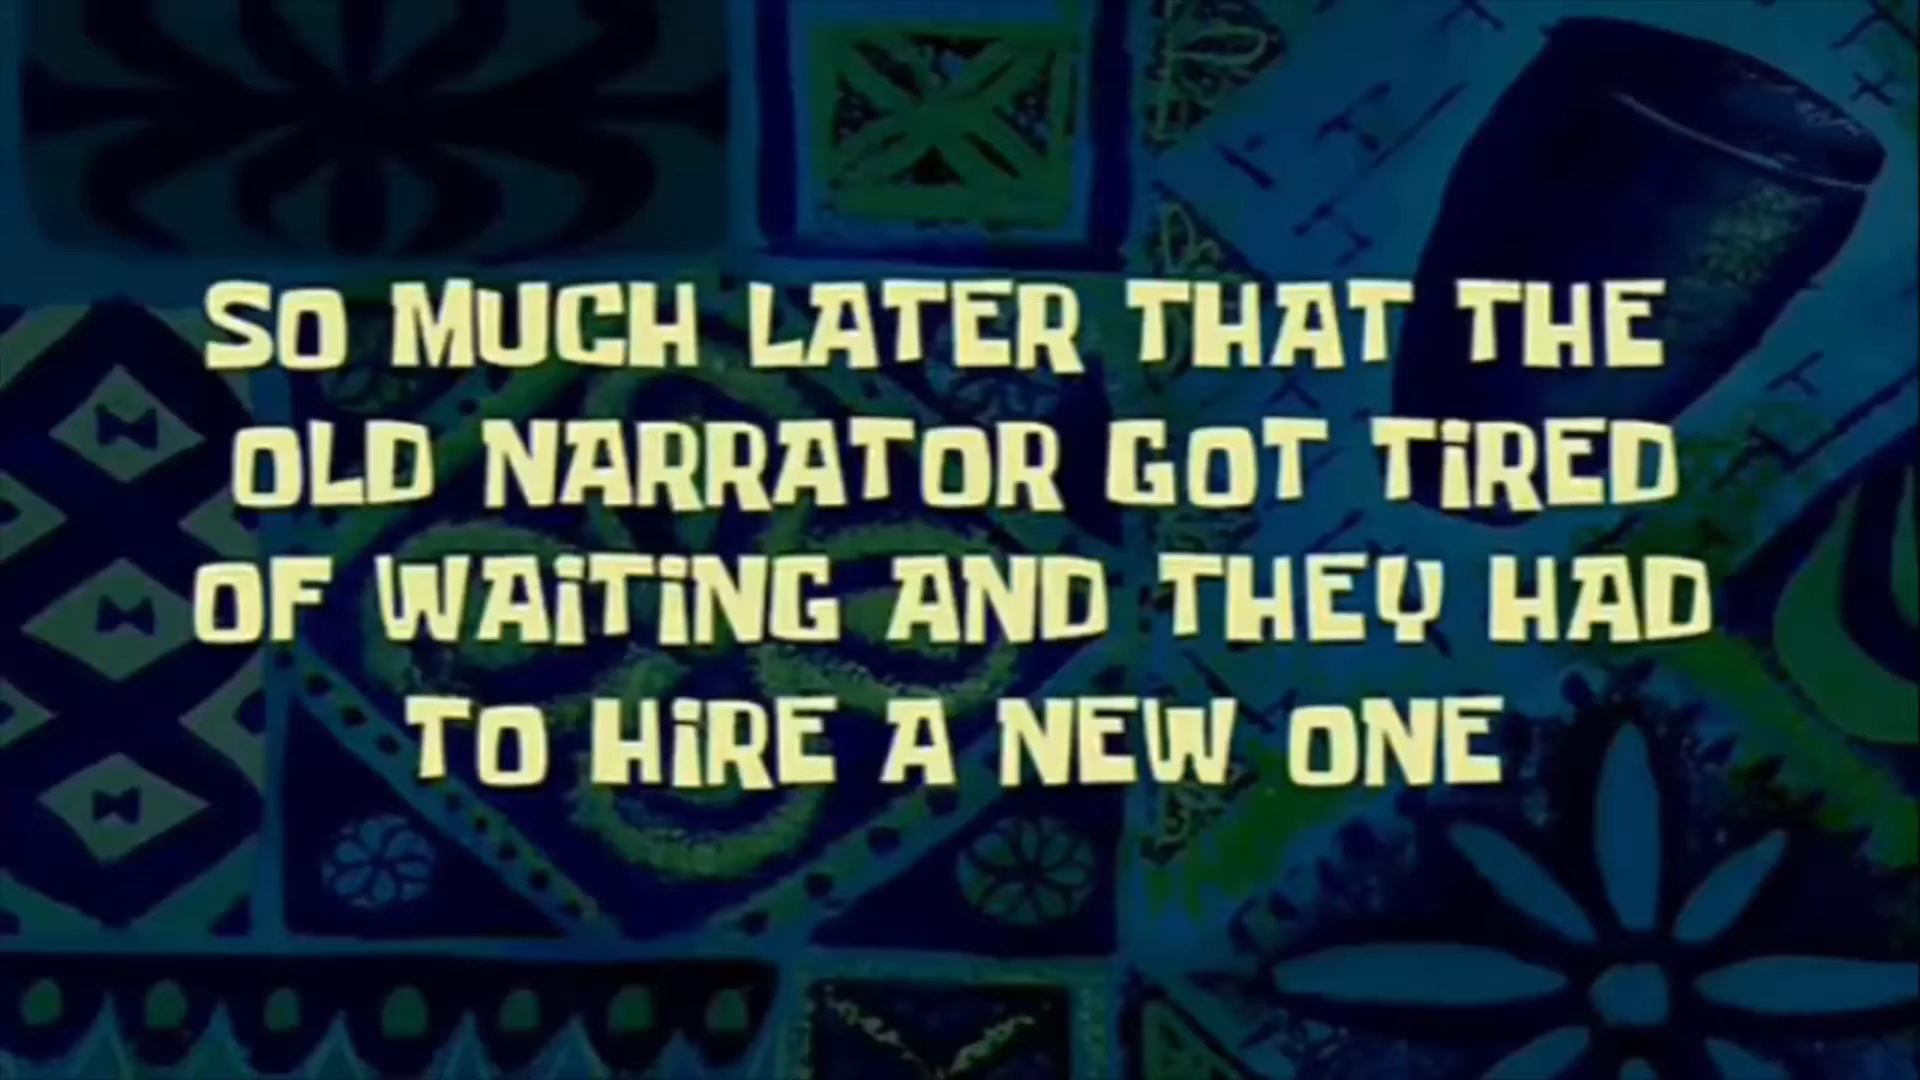 SO MUCH LATER THAT THE
OLD NARRATOR GOT TiRED
OF WAiTiNG AND THEY HAD
TO HiRE A NEW ONE